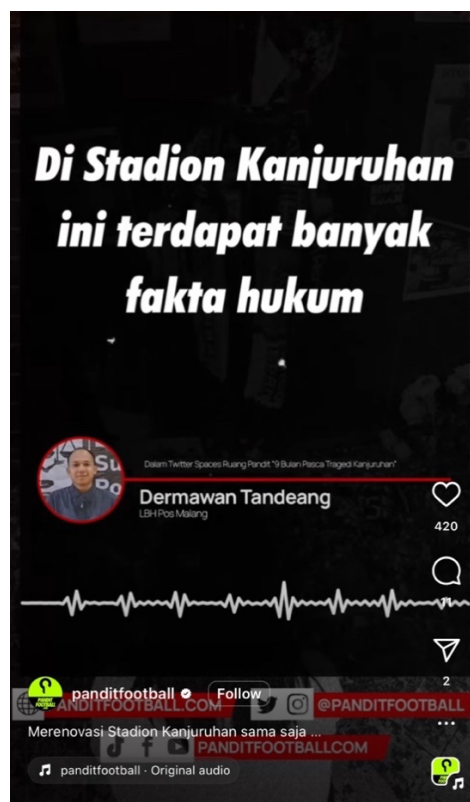 Di Stadion Kanjuruhan
ini terdapat banyak
fakta hukum
Dalam Twitter Spaces Ruang Pandit "9 Bulan Pasca Tragedi Kanjuruhan"
Dermawan Tandeang
LBH Pos Malang
420
11
2
panditfootball
Follow
PANDITFOOTBALL.COM
@PANDITFOOTBALL
Merenovasi Stadion Kanjuruhan sama saja ...
PANDITFOOTBALLCOM
panditfootball · Original audio